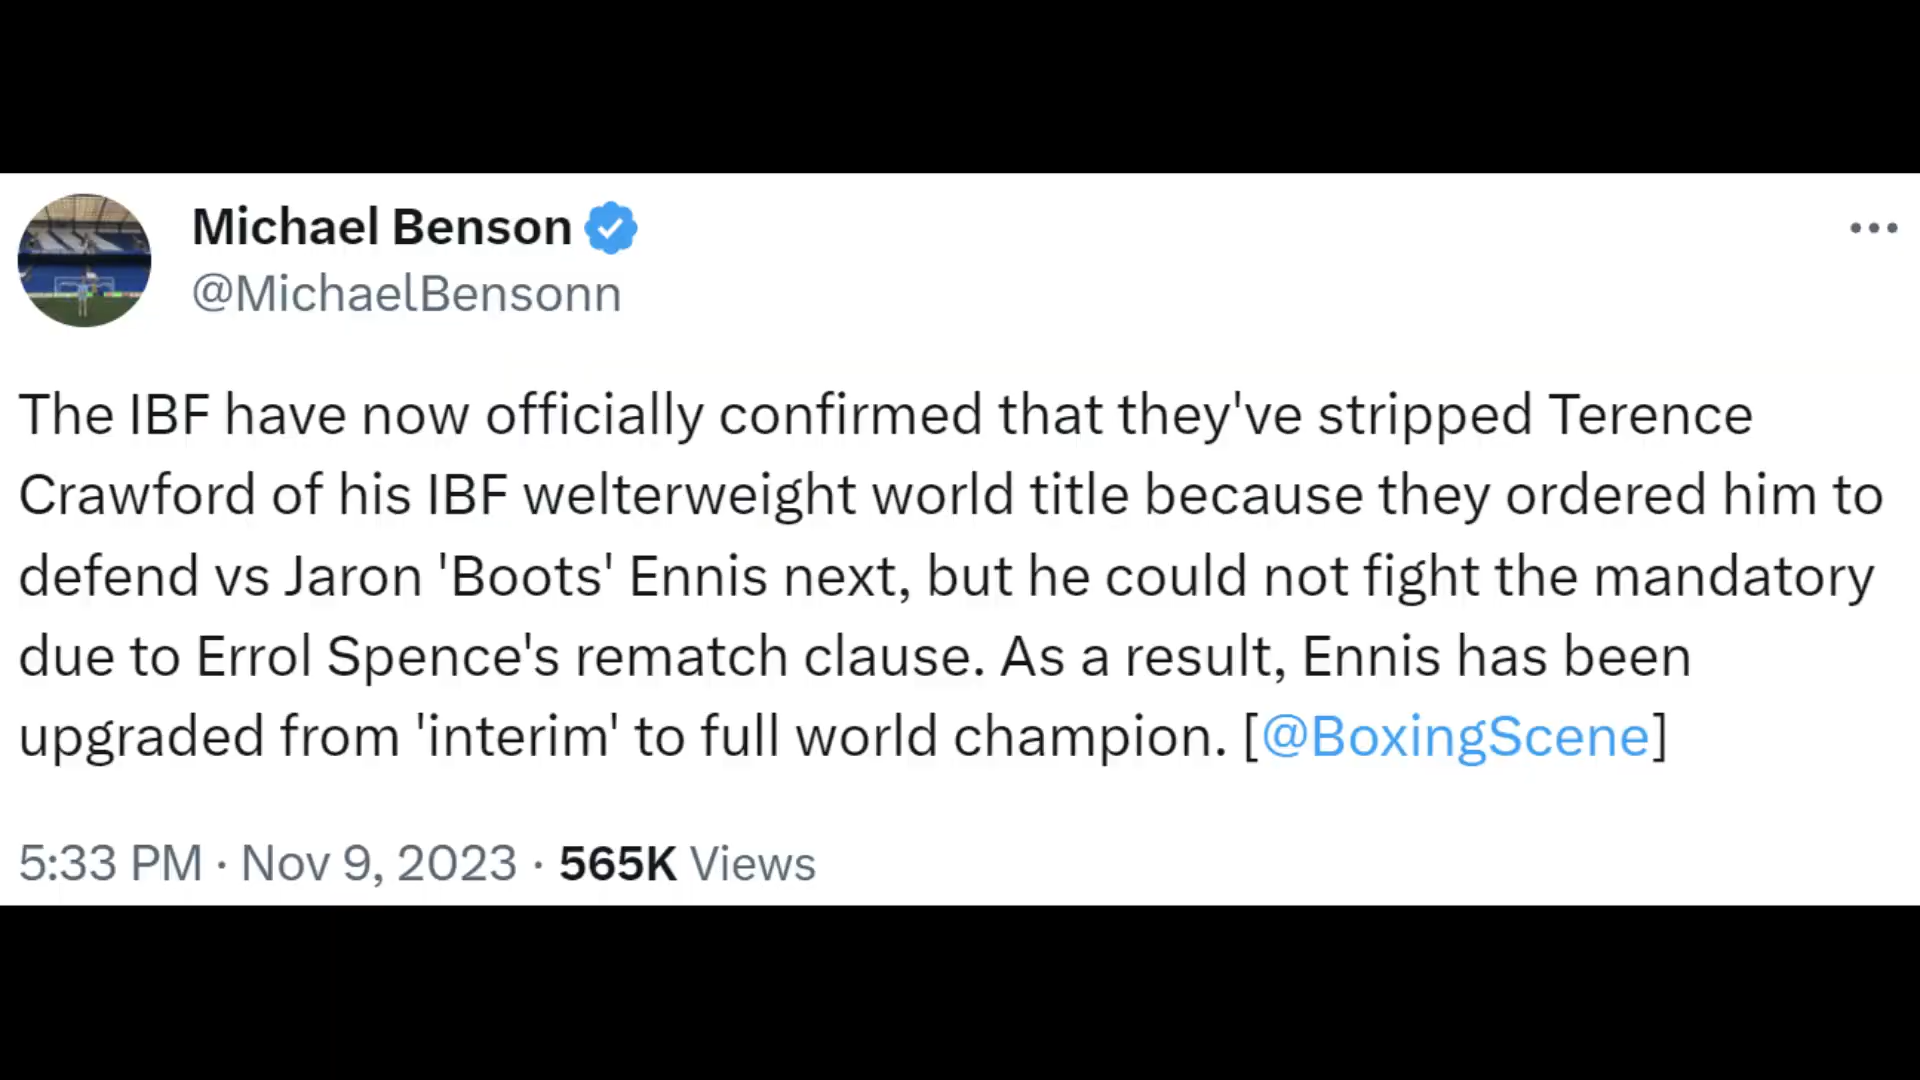 Michael Benson
@MichaelBensonn
The IBF have now officially confirmed that they've stripped Terence
Crawford of his IBF welterweight world title because they ordered him to
defend vs Jaron 'Boots' Ennis next, but he could not fight the mandatory
due to Errol Spence's rematch clause. As a result, Ennis has been
upgraded from 'interim' to full world champion. [@BoxingScene]
5:33 PM · Nov 9, 2023 · 565K Views